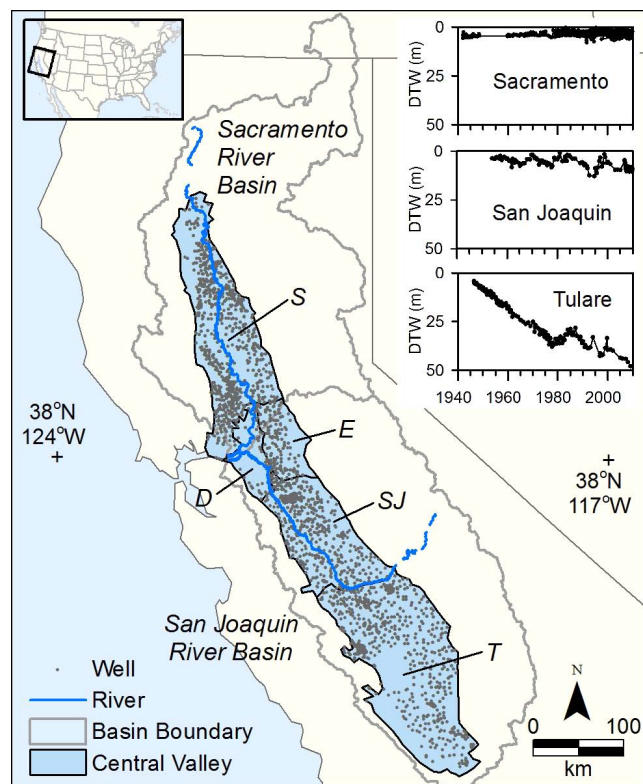 Sacramento
River
Basin
S
E
D
SJ
T
San Joaquin
River Basin
38°N
124°W
+
+
38°N
117°W
Well
River
Basin Boundary
Central Valley
N
0 100
km
0
25
50
DTW (m)
Sacramento
0
25
50
DTW (m)
San Joaquin
0
25
50
DTW (m)
Tulare
1940 1960 1980 2000